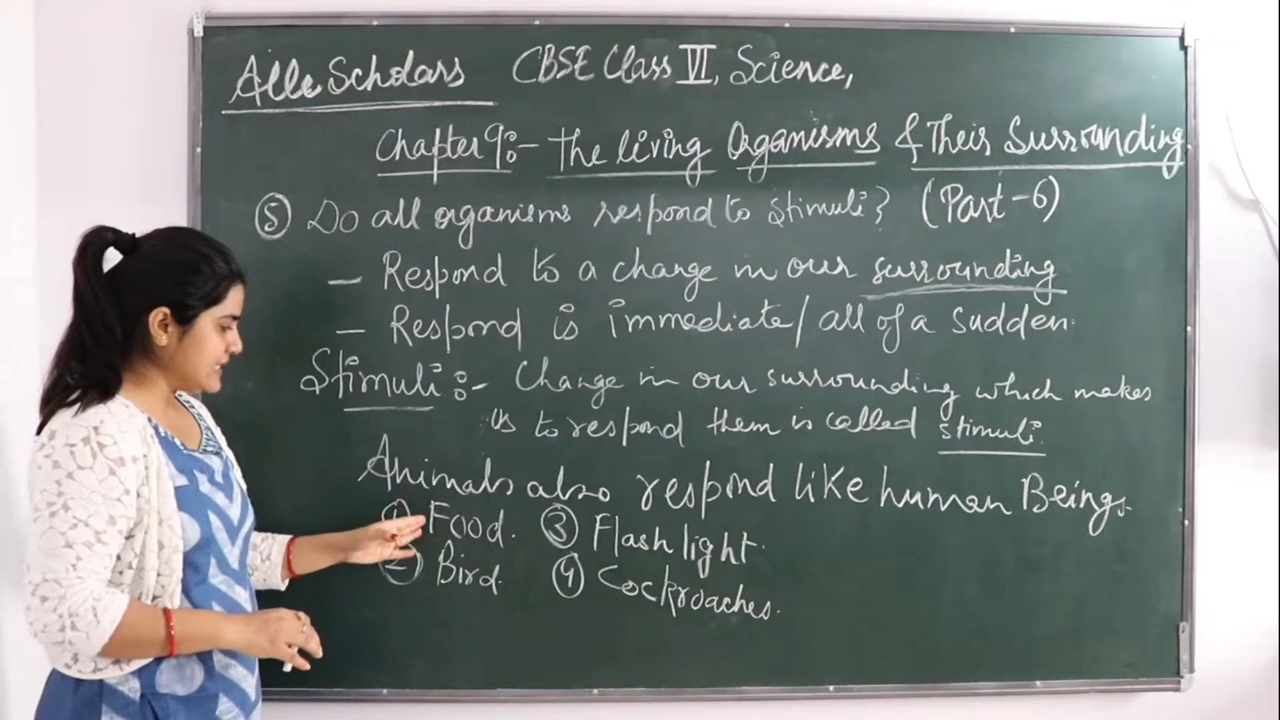 Alle Scholars CBSE Class VI, Science,
Chapter 9:- The living Organisms & Their Surrounding.
⑤ Do all organisms respond to stimuli? (Part-6)
- Respond to a change in our surrounding
- Respond is immediate/ all of a sudden.
Stimuli:- Change in our surrounding which makes
us to respond them is called stimuli.
Animals also respond like human Beings.
① Food. ③ Flash light.
② Bird. ④ Cockroaches.